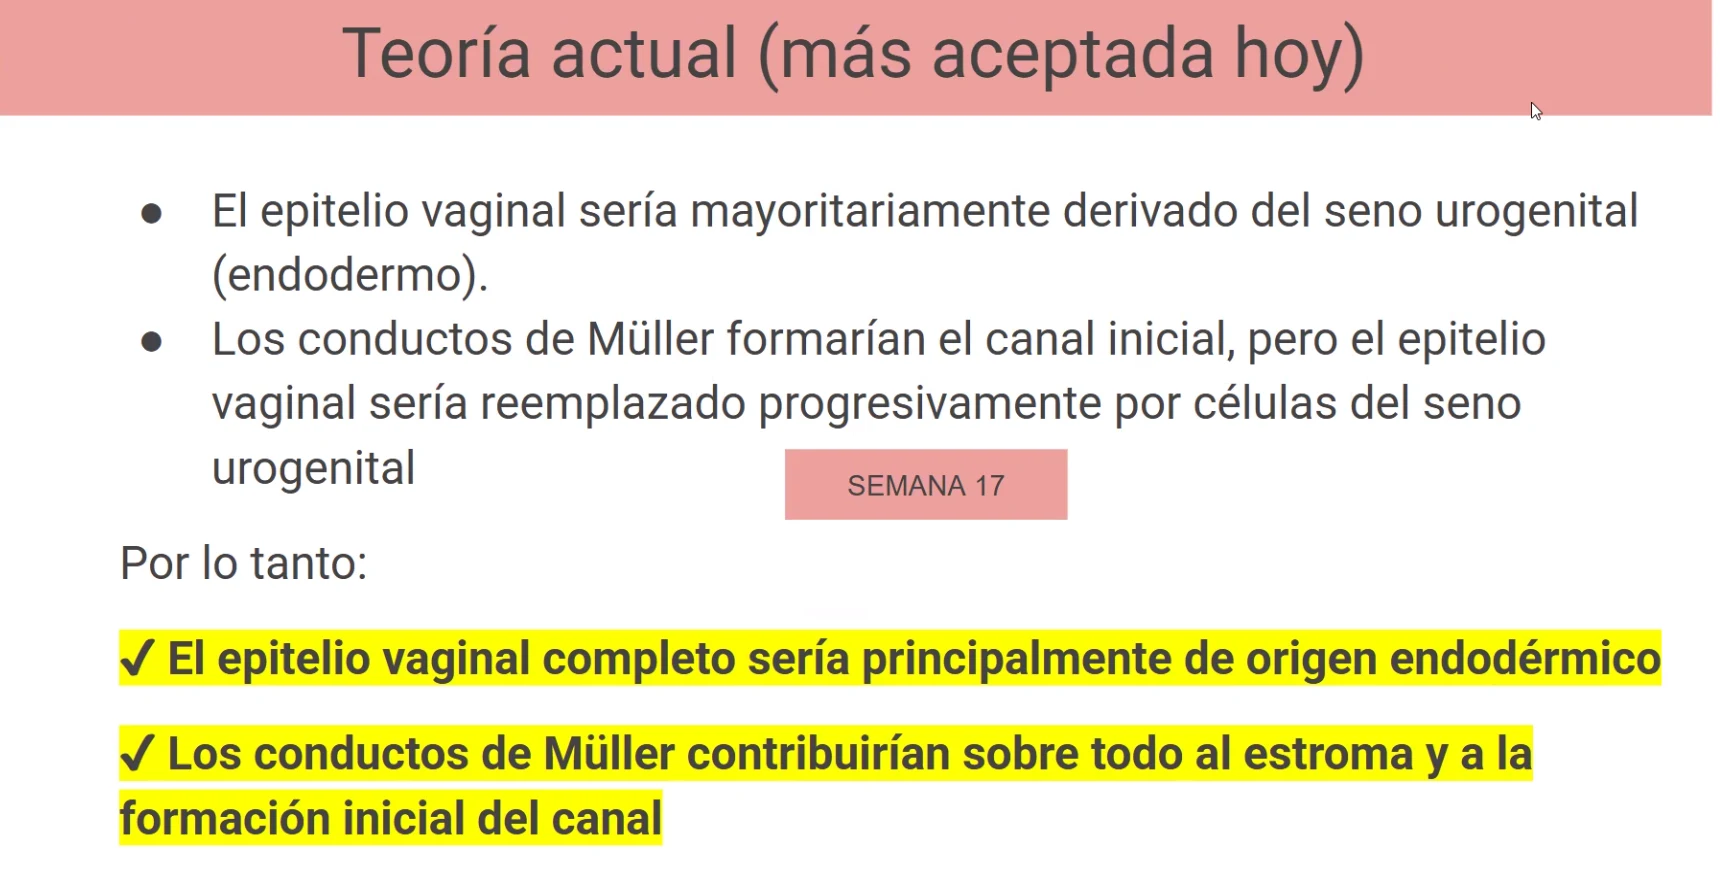 Teoría actual (más aceptada hoy)
● El epitelio vaginal sería mayoritariamente derivado del seno urogenital
(endodermo).
● Los conductos de Müller formarían el canal inicial, pero el epitelio
vaginal sería reemplazado progresivamente por células del seno
urogenital
SEMANA 17
Por lo tanto:
✓ El epitelio vaginal completo sería principalmente de origen endodérmico
✓ Los conductos de Müller contribuirían sobre todo al estroma y a la
formación inicial del canal